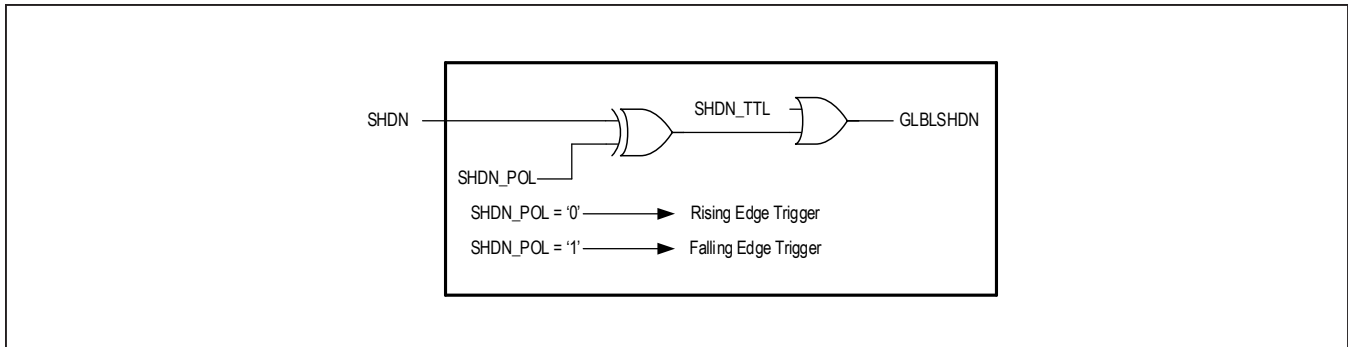 SHDN
SHDN_TTL
GLBLSHDN
SHDN_POL
SHDN_POL = ‘0’ Rising Edge Trigger
SHDN_POL = ‘1’ Falling Edge Trigger